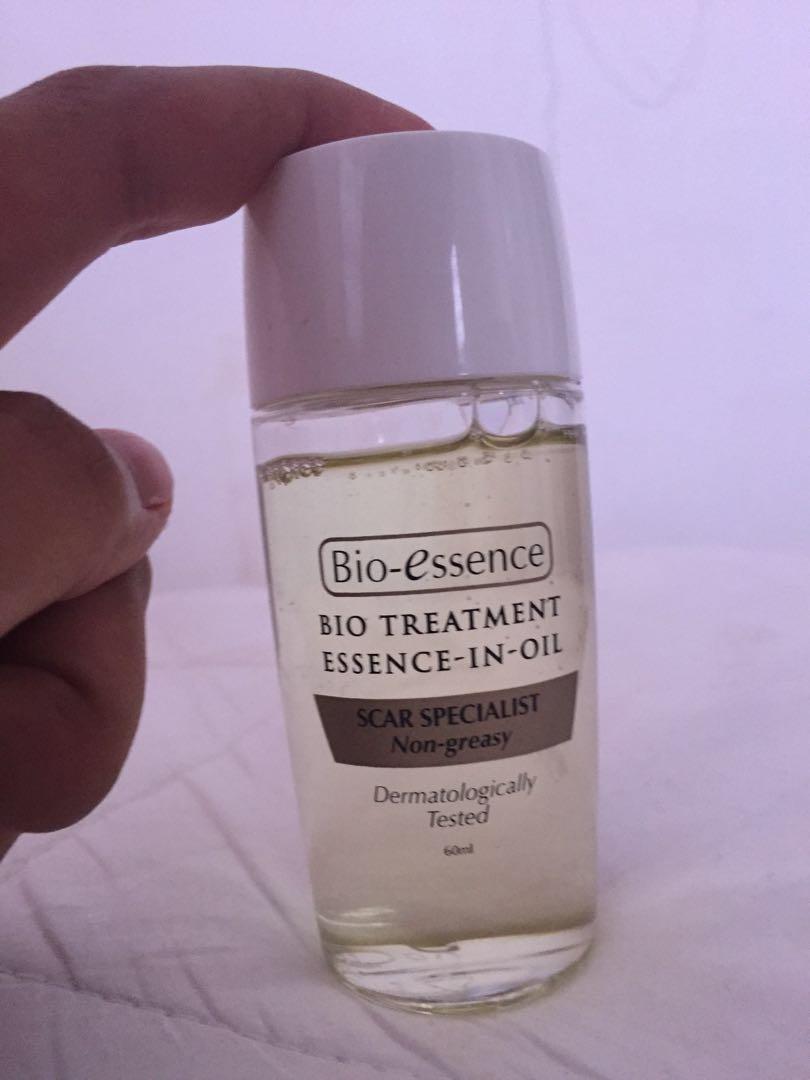 Bio-essence
BIO TREATMENT
ESSENCE-IN-OIL
SCAR SPECIALIST
Non-greasy
Dermatologically
Tested
60ml